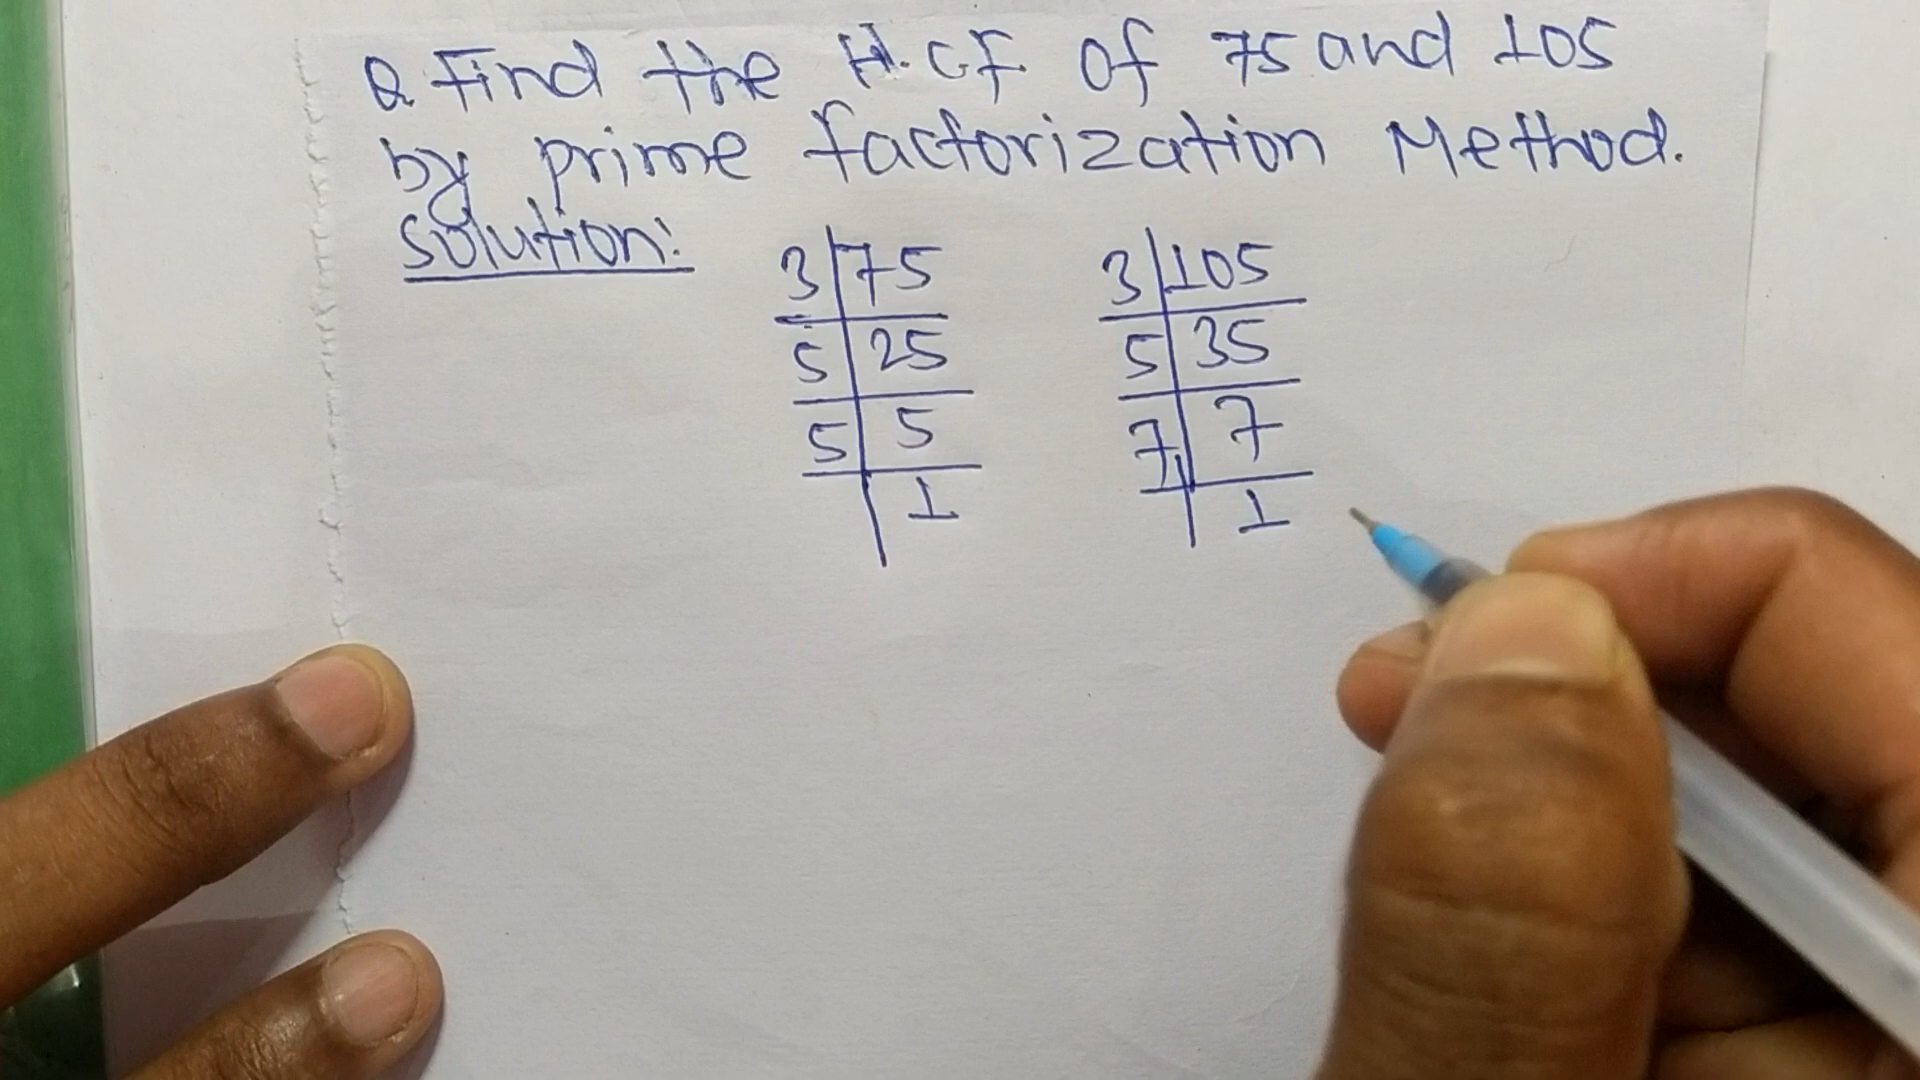 Q. Find the H.C.F. Of 75 and 105
by prime factorization Method.
Solution:
3|75 3|105
5|25 5|35
5|5 7|7
|1 |1